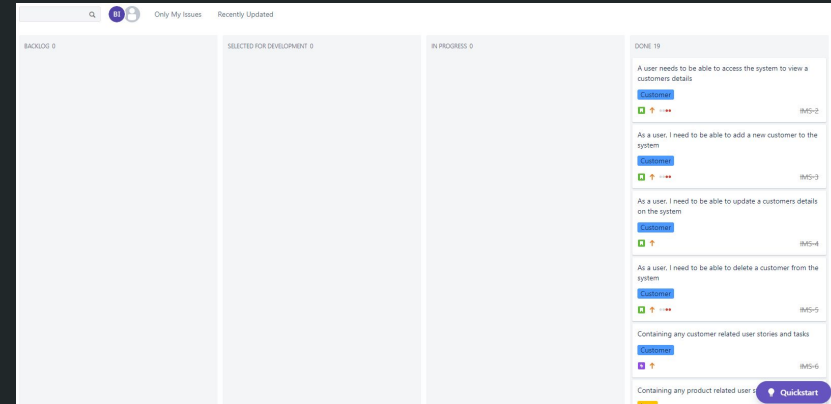 BI
Only My Issues
Recently Updated
BACKLOG 0
SELECTED FOR DEVELOPMENT 0
IN PROGRESS 0
DONE 19
A user needs to be able to access the system to view a
customers details
Customer
IMS-2
As a user, I need to be able to add a new customer to the
system
Customer
IMS-3
As a user, I need to be able to update a customers details
on the system
Customer
IMS-4
As a user, I need to be able to delete a customer from the
system
Customer
IMS-5
Containing any customer related user stories and tasks
Customer
IMS-6
Containing any product related user s
Quickstart